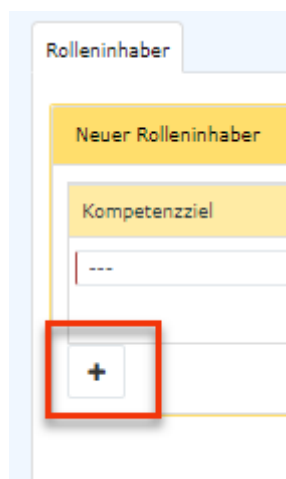 Rolleninhaber
Neuer Rolleninhaber
Kompetenzziel
---
+